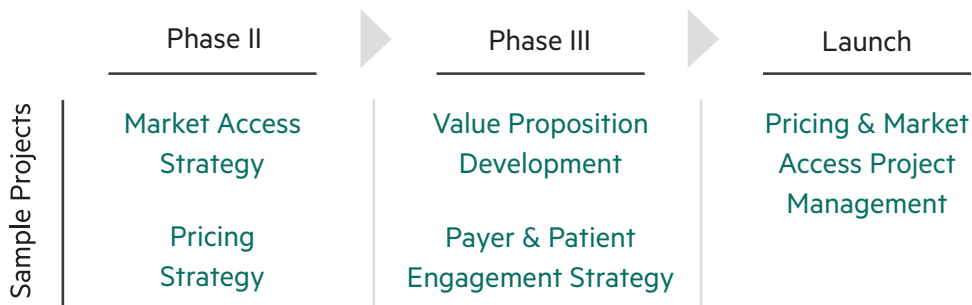 Phase II
Phase III
Launch
Sample Projects
Market Access
Strategy
Pricing
Strategy
Value Proposition
Development
Payer & Patient
Engagement Strategy
Pricing & Market
Access Project
Management